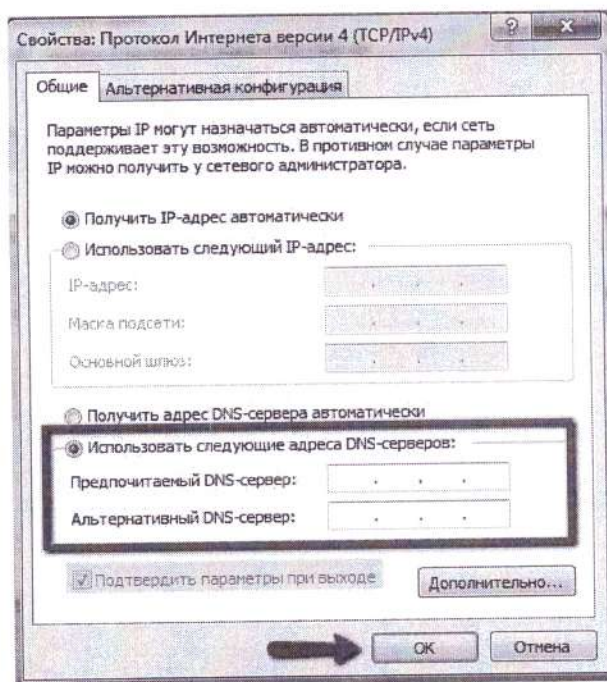 Свойства: Протокол Интернета версии 4 (TCP/IPv4)
Общие Альтернативная конфигурация
Параметры IP могут назначаться автоматически, если сеть
поддерживает эту возможность. В противном случае параметры
IP можно получить у сетевого администратора.
Получить IP-адрес автоматически
Использовать следующий IP-адрес:
IP-адрес:
Маска подсети:
Основной шлюз:
Получить адрес DNS-сервера автоматически
Использовать следующие адреса DNS-серверов:
Предпочитаемый DNS-сервер:
Альтернативный DNS-сервер:
Подтвердить параметры при выходе
Дополнительно...
ОК Отмена